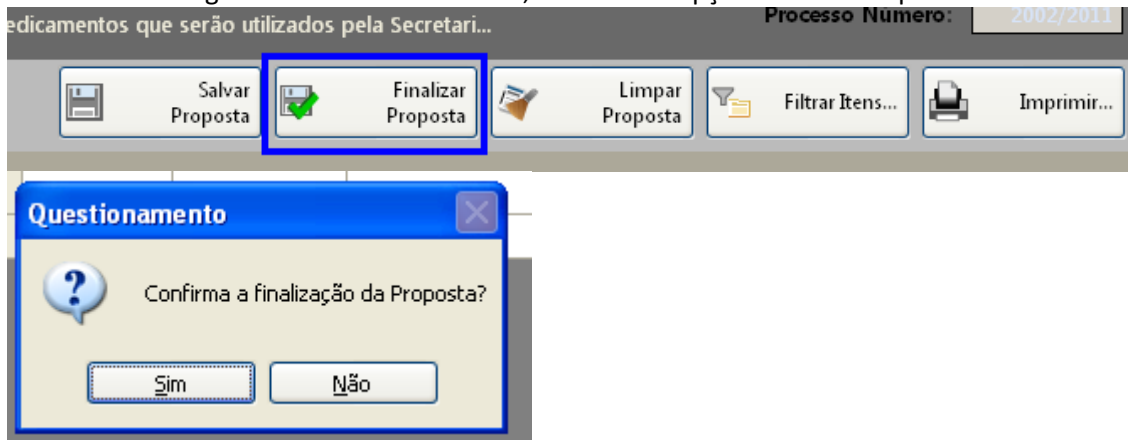 edicamentos que serão utilizados pela Secretari...
Processo Número: 2002/2011
Salvar
Proposta
Finalizar
Proposta
Limpar
Proposta
Filtrar Itens...
Imprimir...
Questionamento
Confirma a finalização da Proposta?
Sim
Não